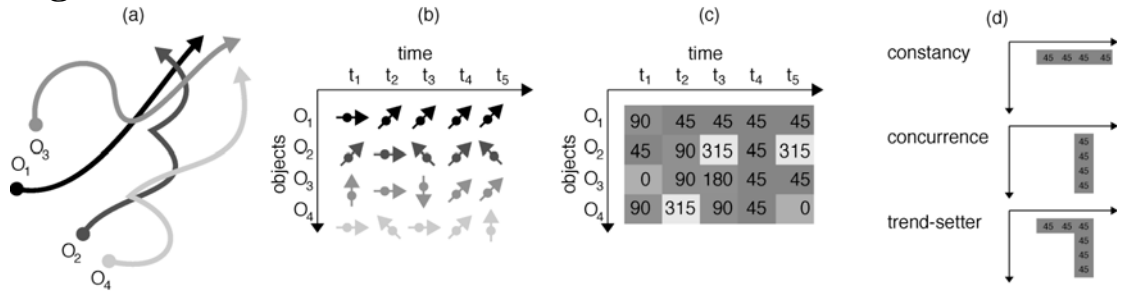 (a)
O₃
O₁
O₂
O₄
(b)
time
t₁ t₂ t₃ t₄ t₅
objects
O₁
O₂
O₃
O₄
(c)
time
t₁ t₂ t₃ t₄ t₅
objects
O₁ 90 45 45 45 45
O₂ 45 90 315 45 315
O₃ 0 90 180 45 45
O₄ 90 315 90 45 0
(d)
constancy
45 45 45 45
concurrence
45
45
45
45
trend-setter
45 45 45
45
45
45